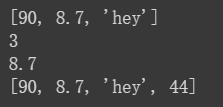 [90, 8.7, 'hey']
3
8.7
[90, 8.7, 'hey', 44]